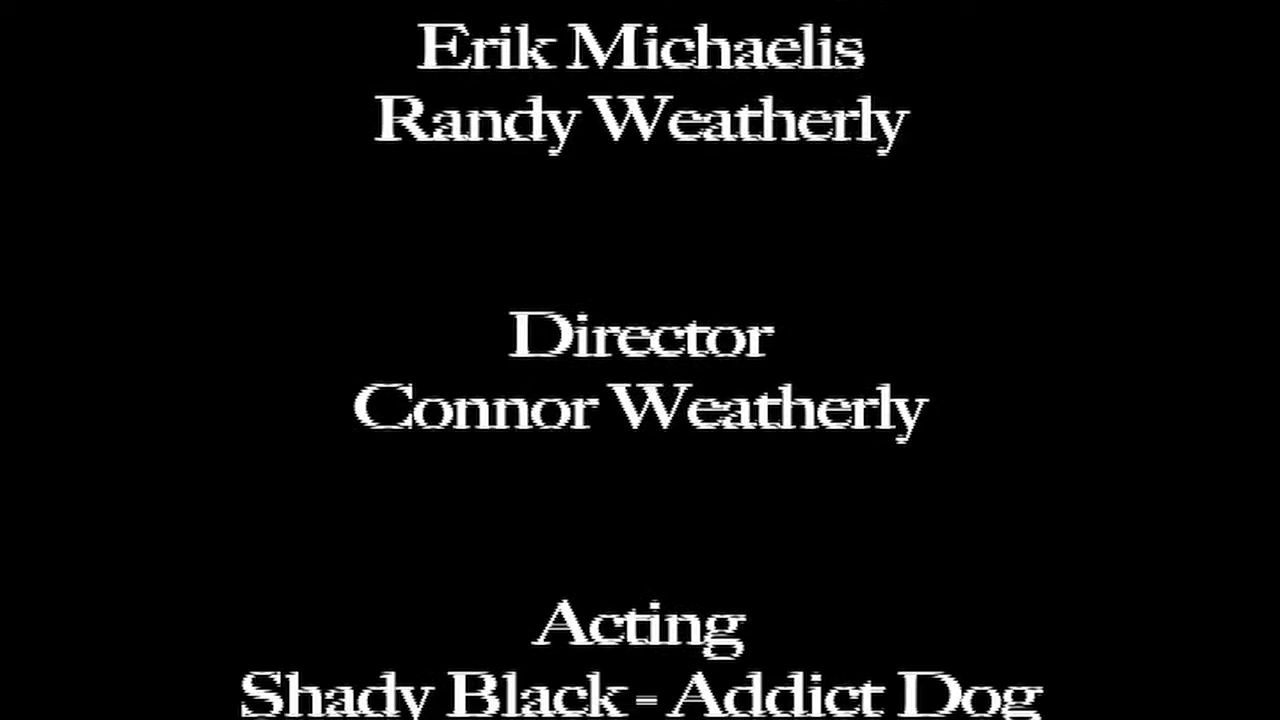 Erik Michaelis
Randy Weatherly
Director
Connor Weatherly
Acting
Shady Black - Addict Dog